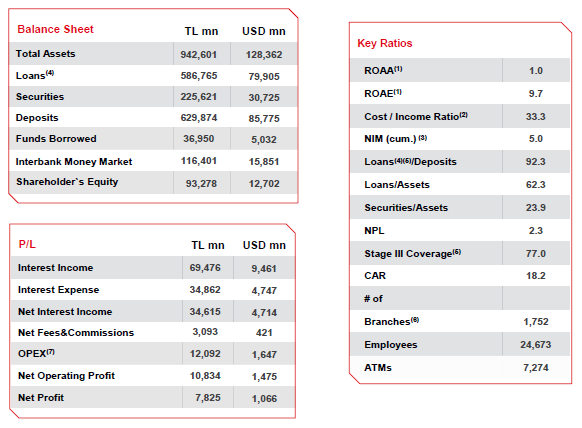 Balance Sheet TL mn USD mn
Total Assets 942,601 128,362
Loans(4) 586,765 79,905
Securities 225,621 30,725
Deposits 629,874 85,775
Funds Borrowed 36,950 5,032
Interbank Money Market 116,401 15,851
Shareholder`s Equity 93,278 12,702
P/L TL mn USD mn
Interest Income 69,476 9,461
Interest Expense 34,862 4,747
Net Interest Income 34,615 4,714
Net Fees&Commissions 3,093 421
OPEX(7) 12,092 1,647
Net Operating Profit 10,834 1,475
Net Profit 7,825 1,066
Key Ratios
ROAA(1) 1.0
ROAE(1) 9.7
Cost / Income Ratio(2) 33.3
NIM (cum.) (3) 5.0
Loans(4)(5)/Deposits 92.3
Loans/Assets 62.3
Securities/Assets 23.9
NPL 2.3
Stage III Coverage(6) 77.0
CAR 18.2
# of
Branches(6) 1,752
Employees 24,673
ATMs 7,274